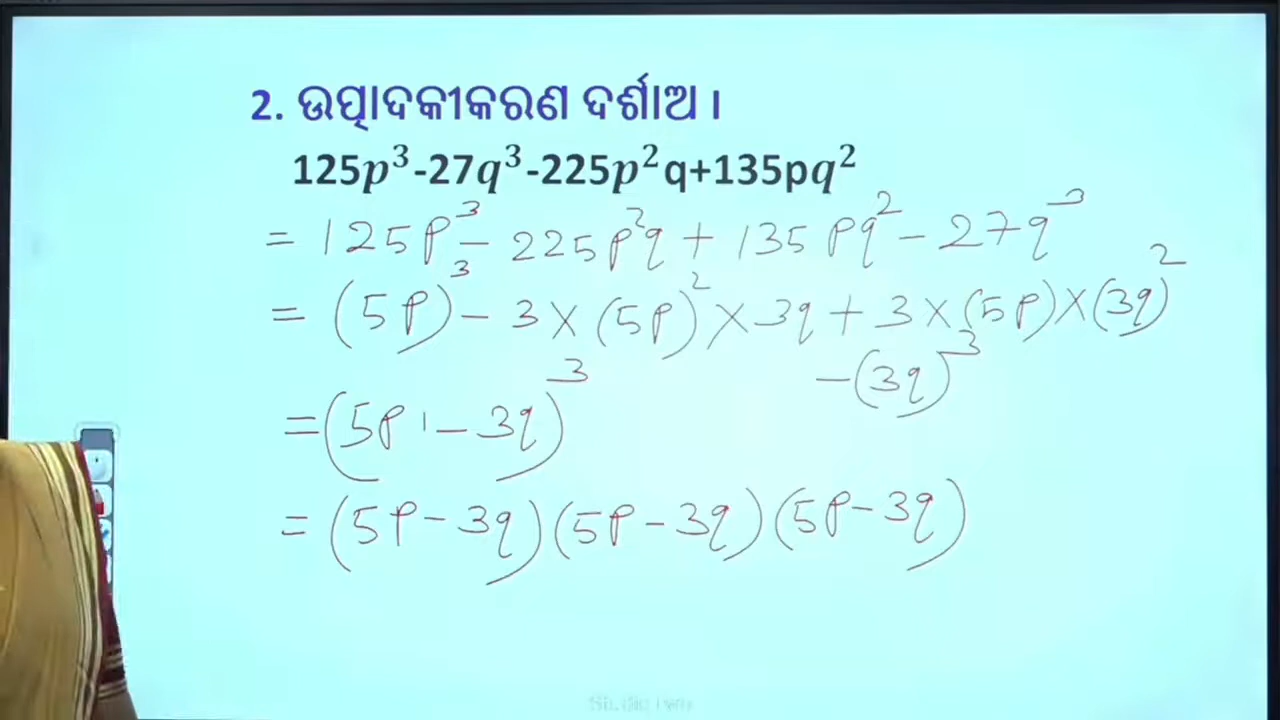 2. ଉତ୍ପାଦକୀକରଣ ଦର୍ଶାଅ ।
125p³-27q³-225p²q+135pq²
= 125p³ - 225p²q + 135pq² - 27q³
= (5p)³ - 3×(5p)²×3q + 3×(5p)×(3q)²
-(3q)³
=(5p - 3q)³
= (5p-3q)(5p-3q)(5p-3q)